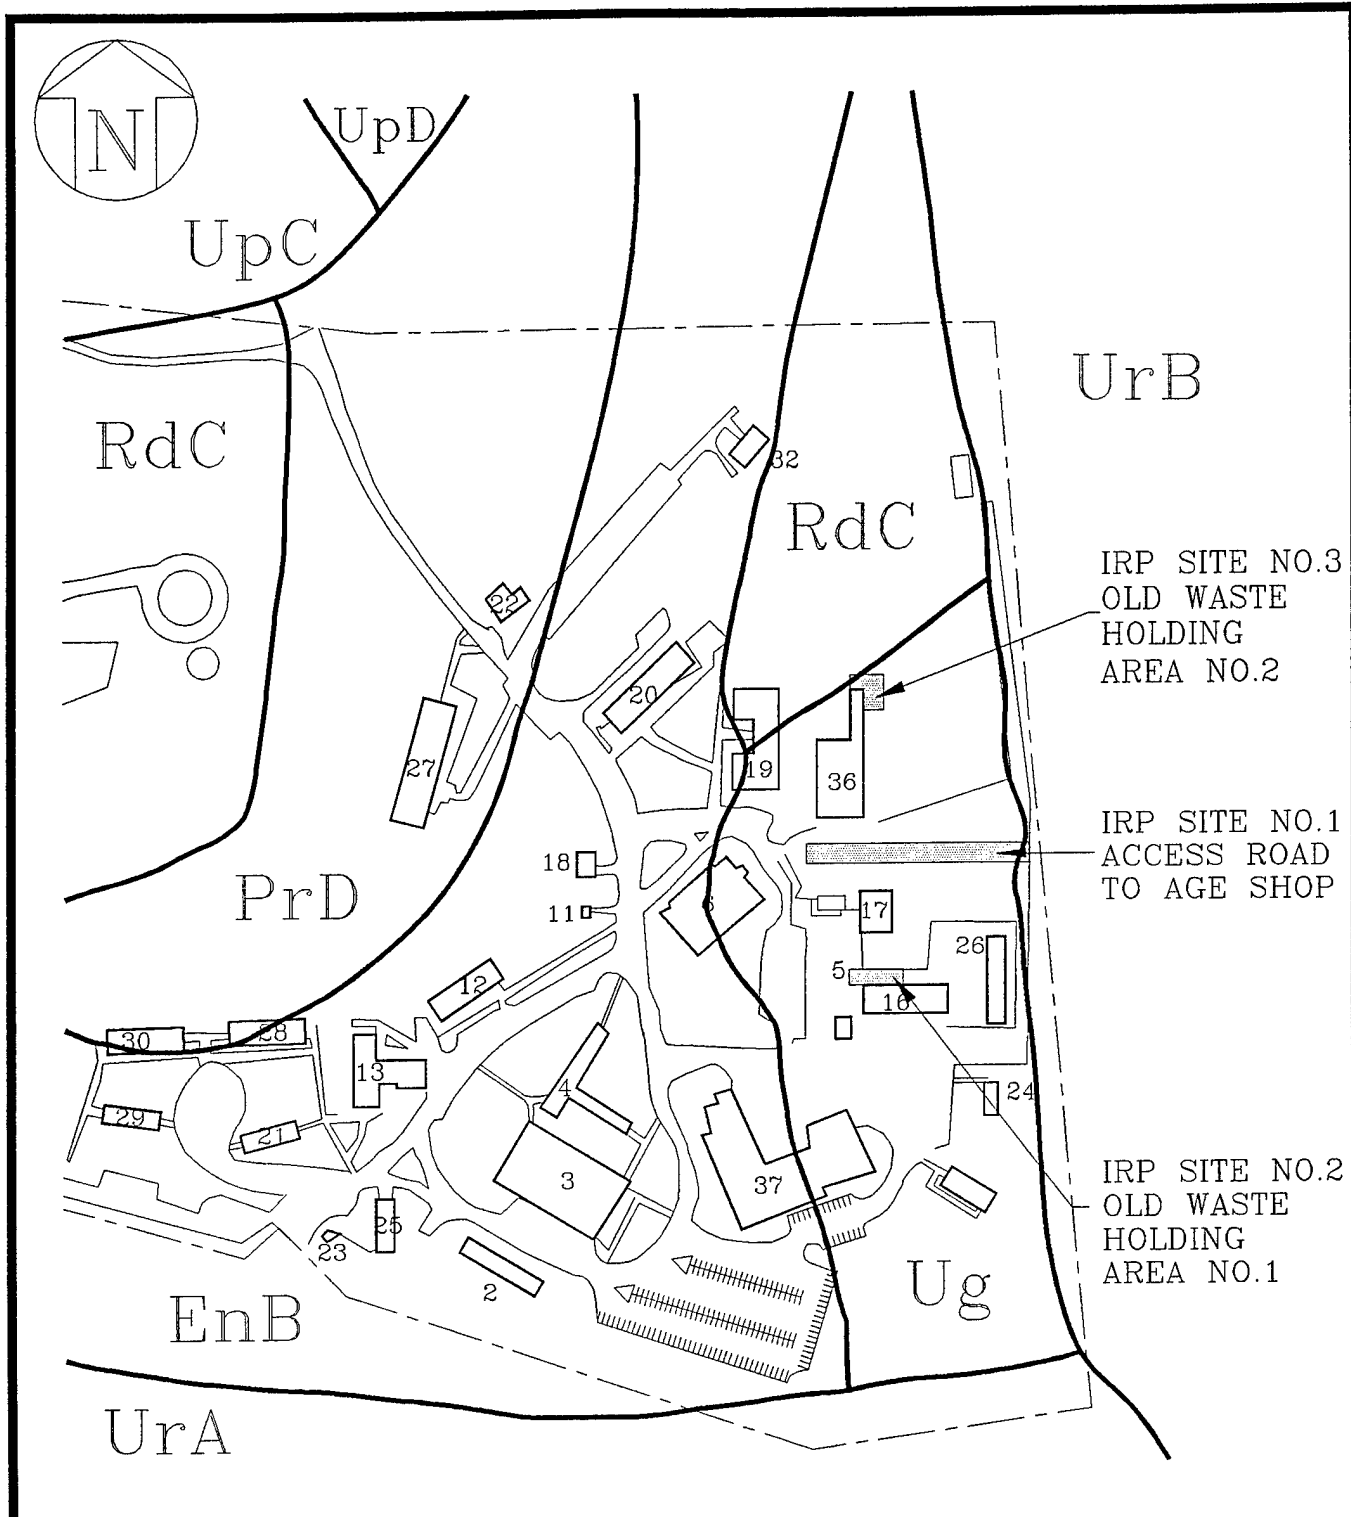 N
UpD
UpC
UrB
RdC
32
RdC
IRP SITE NO.3
OLD WASTE
HOLDING
AREA NO.2
22
20
27
19
36
IRP SITE NO.1
ACCESS ROAD
TO AGE SHOP
18
PrD
11
6
17
5
26
12
16
30
28
13
4
24
29
21
3
37
IRP SITE NO.2
OLD WASTE
HOLDING
AREA NO.1
25
23
2
Ug
EnB
UrA